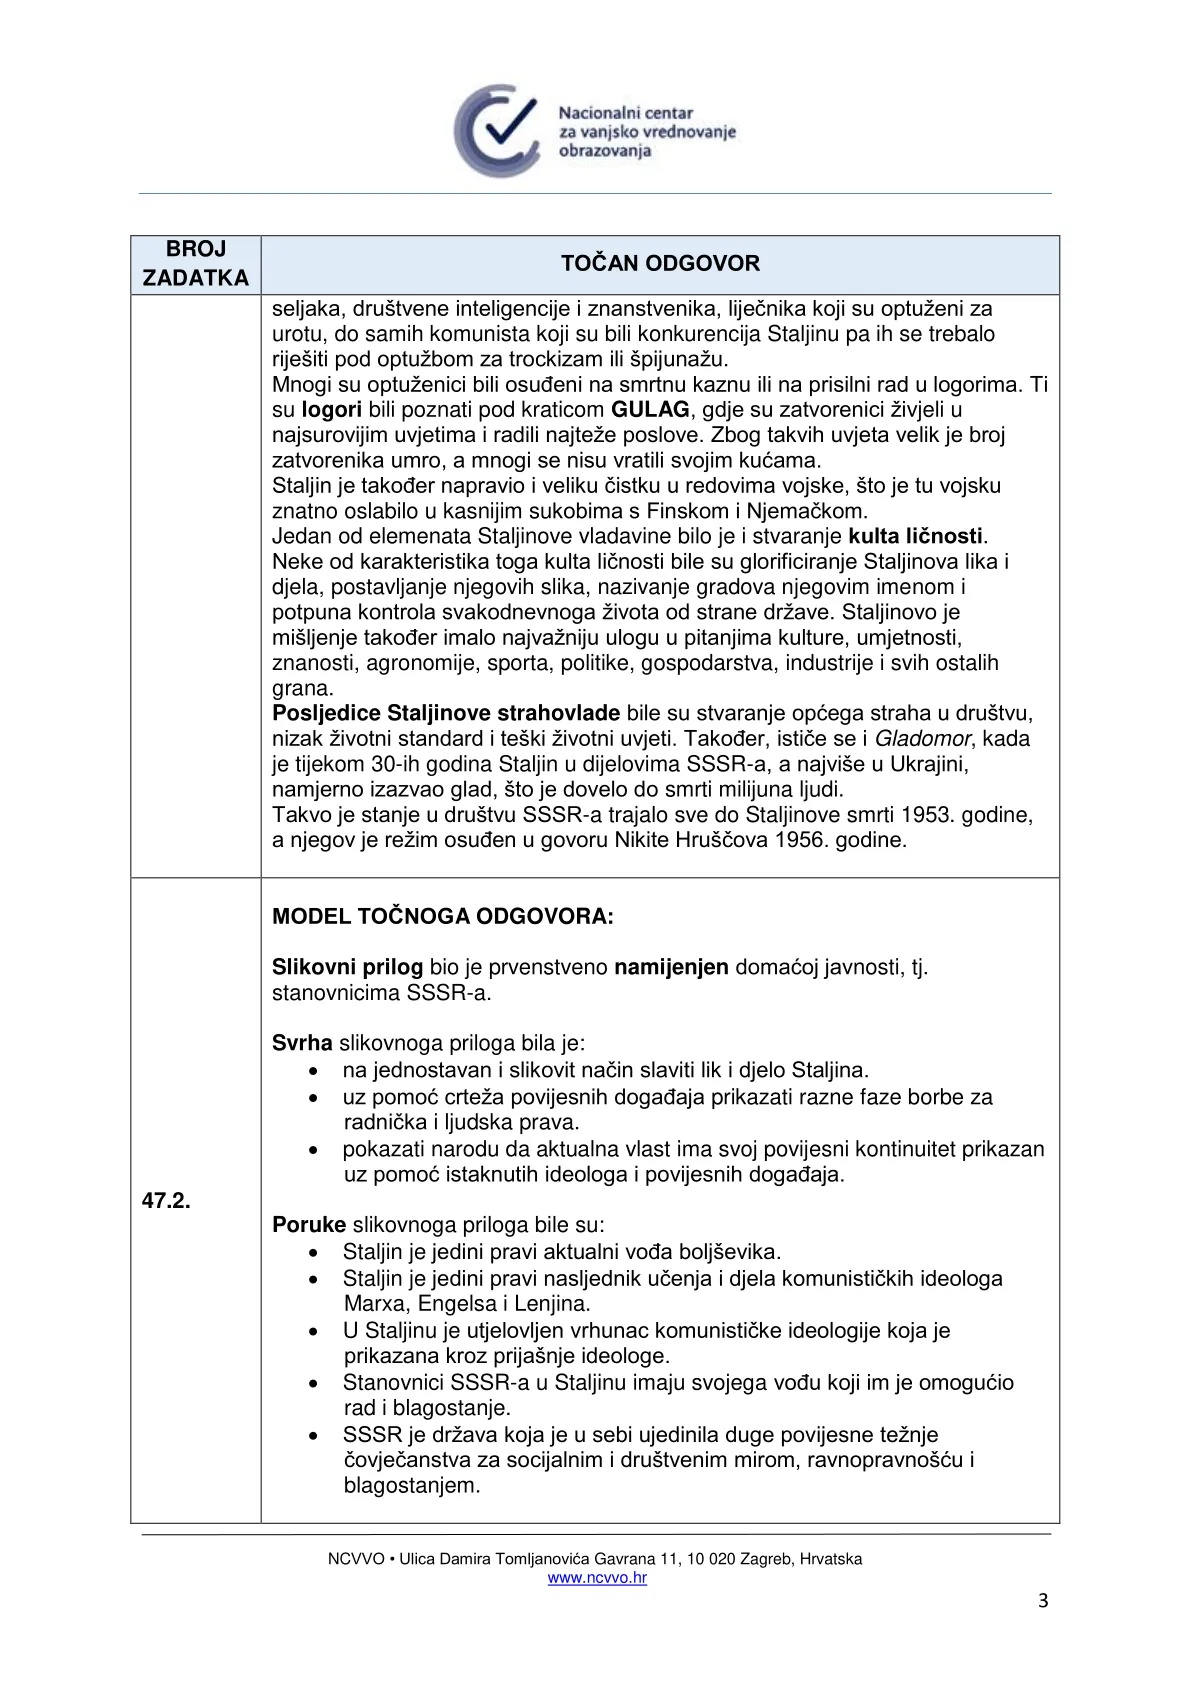 Nacionalni centar
za vanjsko vrednovanje
obrazovanja
BROJ
ZADATKA
TOČAN ODGOVOR
seljaka, društvene inteligencije i znanstvenika, liječnika koji su optuženi za
urotu, do samih komunista koji su bili konkurencija Staljinu pa ih se trebalo
riješiti pod optužbom za trockizam ili špijunažu.
Mnogi su optuženici bili osuđeni na smrtnu kaznu ili na prisilni rad u logorima. Ti
su logori bili poznati pod kraticom GULAG, gdje su zatvorenici živjeli u
najsurovijim uvjetima i radili najteže poslove. Zbog takvih uvjeta velik je broj
zatvorenika umro, a mnogi se nisu vratili svojim kućama.
Staljin je također napravio i veliku čistku u redovima vojske, što je tu vojsku
znatno oslabilo u kasnijim sukobima s Finskom i Njemačkom.
Jedan od elemenata Staljinove vladavine bilo je i stvaranje kulta ličnosti.
Neke od karakteristika toga kulta ličnosti bile su glorificiranje Staljinova lika i
djela, postavljanje njegovih slika, nazivanje gradova njegovim imenom i
potpuna kontrola svakodnevnoga života od strane države. Staljinovo je
mišljenje također imalo najvažniju ulogu u pitanjima kulture, umjetnosti,
znanosti, agronomije, sporta, politike, gospodarstva, industrije i svih ostalih
grana.
Posljedice Staljinove strahovlade bile su stvaranje općega straha u društvu,
nizak životni standard i teški životni uvjeti. Također, ističe se i Gladomor, kada
je tijekom 30-ih godina Staljin u dijelovima SSSR-a, a najviše u Ukrajini,
namjerno izazvao glad, što je dovelo do smrti milijuna ljudi.
Takvo je stanje u društvu SSSR-a trajalo sve do Staljinove smrti 1953. godine,
a njegov je režim osuđen u govoru Nikite Hruščova 1956. godine.
47.2.
MODEL TOČNOGA ODGOVORA:
Slikovni prilog bio je prvenstveno namijenjen domaćoj javnosti, tj.
stanovnicima SSSR-a.
Svrha slikovnoga priloga bila je:
• na jednostavan i slikovit način slaviti lik i djelo Staljina.
• uz pomoć crteža povijesnih događaja prikazati razne faze borbe za
radnička i ljudska prava.
• pokazati narodu da aktualna vlast ima svoj povijesni kontinuitet prikazan
uz pomoć istaknutih ideologa i povijesnih događaja.
Poruke slikovnoga priloga bile su:
• Staljin je jedini pravi aktualni vođa boljševika.
• Staljin je jedini pravi nasljednik učenja i djela komunističkih ideologa
Marxa, Engelsa i Lenjina.
• U Staljinu je utjelovljen vrhunac komunističke ideologije koja je
prikazana kroz prijašnje ideologe.
• Stanovnici SSSR-a u Staljinu imaju svojega vođu koji im je omogućio
rad i blagostanje.
• SSSR je država koja je u sebi ujedinila duge povijesne težnje
čovječanstva za socijalnim i društvenim mirom, ravnopravnošću i
blagostanjem.
NCVVO • Ulica Damira Tomljanovića Gavrana 11, 10 020 Zagreb, Hrvatska
www.ncvvo.hr
3